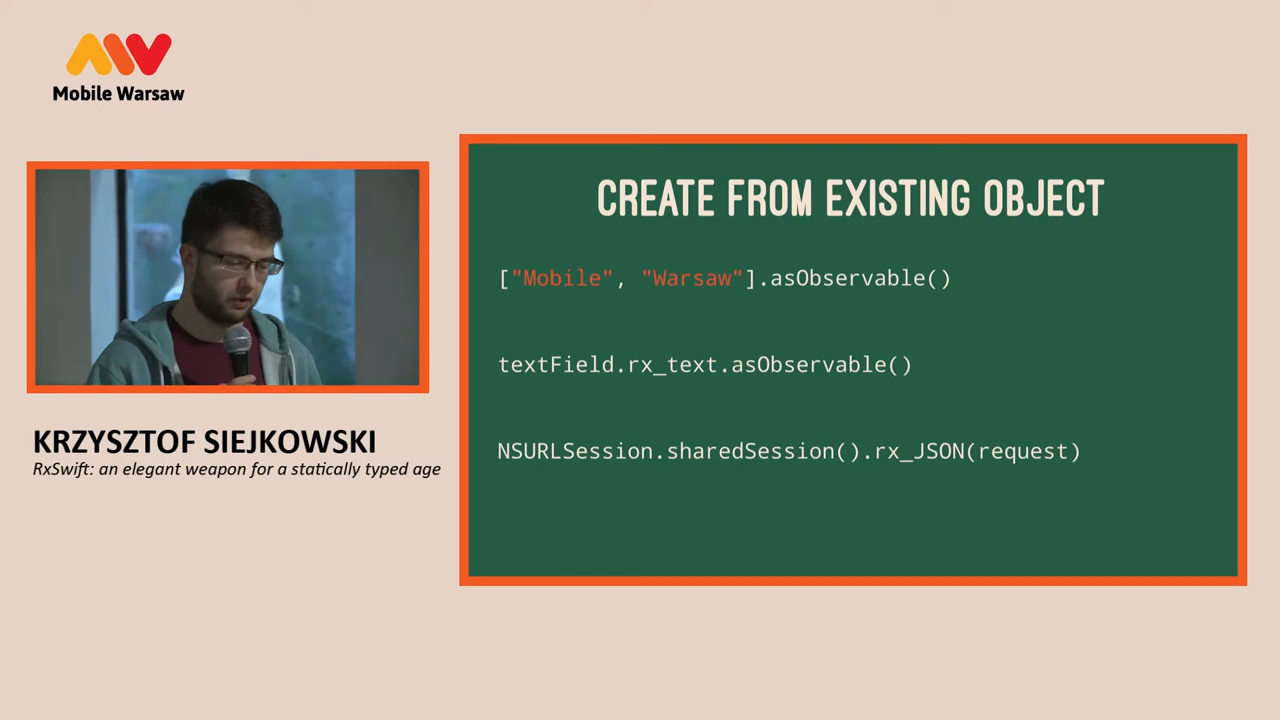 Mobile Warsaw
CREATE FROM EXISTING OBJECT
["Mobile", "Warsaw"].asObservable()
textField.rx_text.asObservable()
NSURLSession.sharedSession().rx_JSON(request)
KRZYSZTOF SIEJKOWSKI
RxSwift: an elegant weapon for a statically typed age